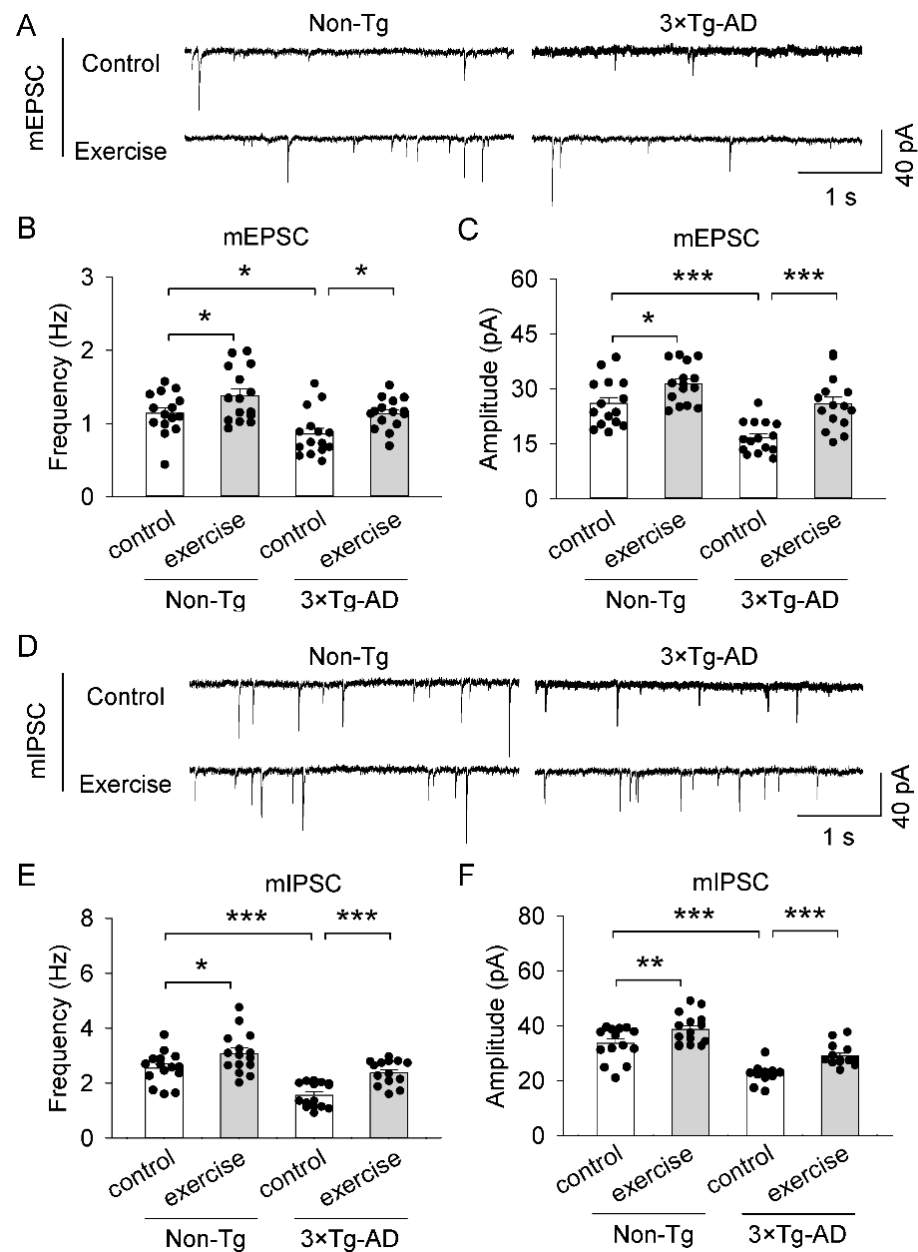 A
Non-Tg
3×Tg-AD
mEPSC
Control
Exercise
40 pA
1 s
B
mEPSC
Frequency (Hz)
3
2
1
0
*
*
*
control
exercise
control
exercise
Non-Tg
3×Tg-AD
C
mEPSC
Amplitude (pA)
60
45
30
15
0
***
***
*
control
exercise
control
exercise
Non-Tg
3×Tg-AD
D
Non-Tg
3×Tg-AD
mIPSC
Control
Exercise
40 pA
1 s
E
mIPSC
Frequency (Hz)
8
6
4
2
0
***
***
*
control
exercise
control
exercise
Non-Tg
3×Tg-AD
F
mIPSC
Amplitude (pA)
80
60
40
20
0
***
***
**
control
exercise
control
exercise
Non-Tg
3×Tg-AD